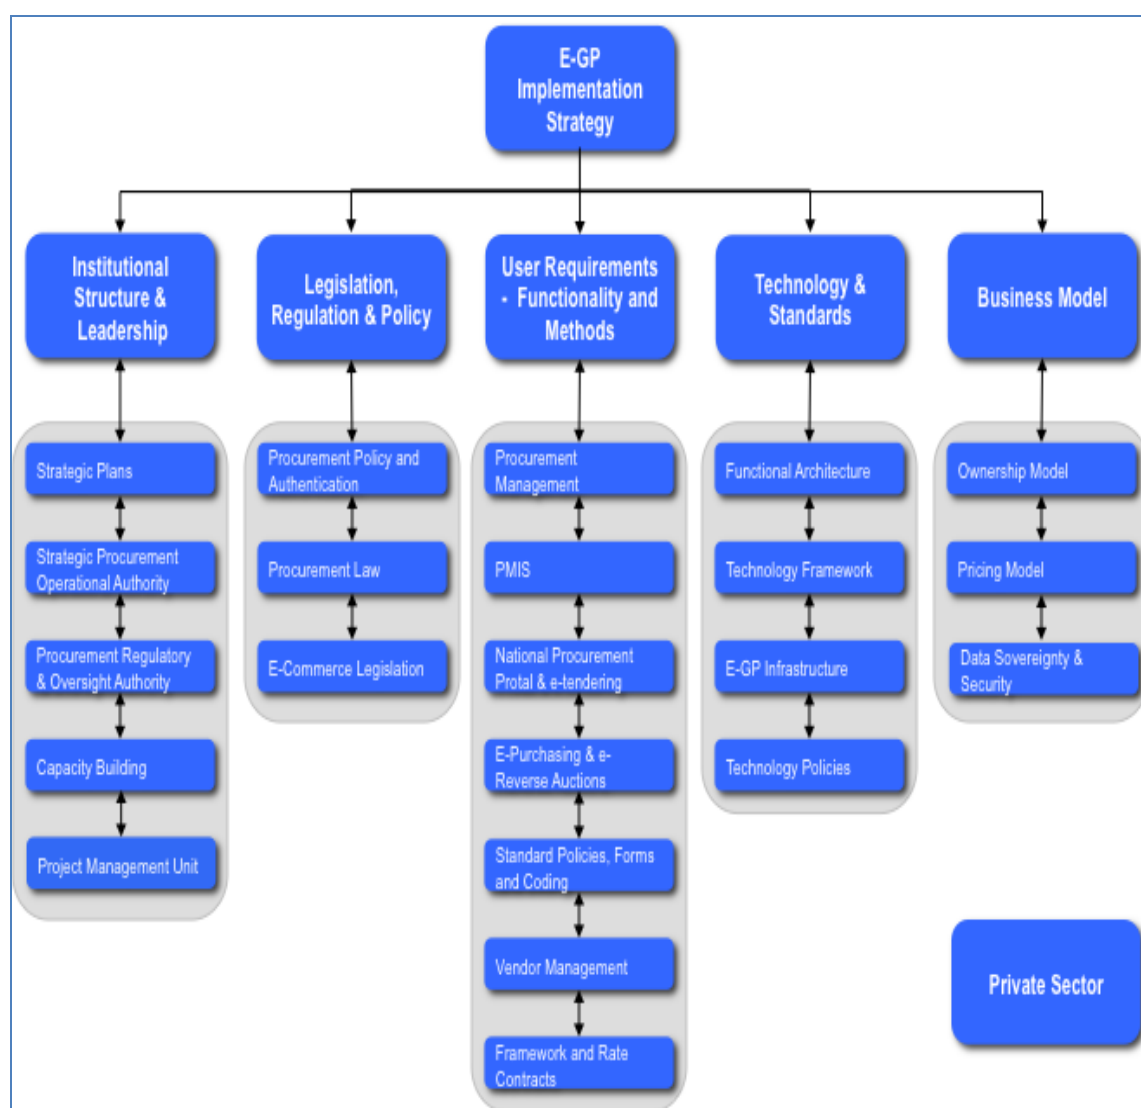 E-GP
Implementation
Strategy
Institutional
Structure &
Leadership
Legislation,
Regulation & Policy
User Requirements
- Functionality and
Methods
Technology &
Standards
Business Model
Strategic Plans
Strategic Procurement
Operational Authority
Procurement Regulatory
& Oversight Authority
Capacity Building
Project Management Unit
Procurement Policy and
Authentication
Procurement Law
E-Commerce Legislation
Procurement
Management
PMIS
National Procurement
Protal & e-tendering
E-Purchasing & e-
Reverse Auctions
Standard Policies, Forms
and Coding
Vendor Management
Framework and Rate
Contracts
Functional Architecture
Technology Framework
E-GP Infrastructure
Technology Policies
Ownership Model
Pricing Model
Data Sovereignty &
Security
Private Sector